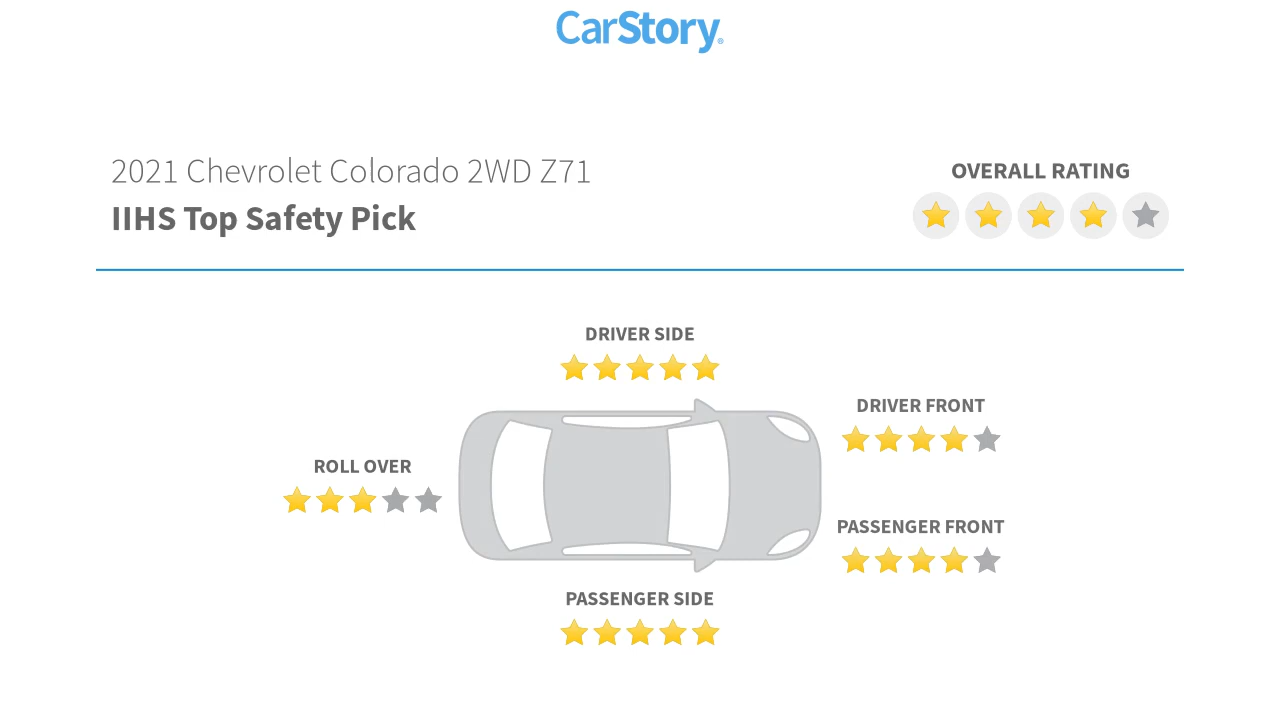 CarStory®
2021 Chevrolet Colorado 2WD Z71
IIHS Top Safety Pick
OVERALL RATING
DRIVER SIDE
DRIVER FRONT
ROLL OVER
PASSENGER FRONT
PASSENGER SIDE